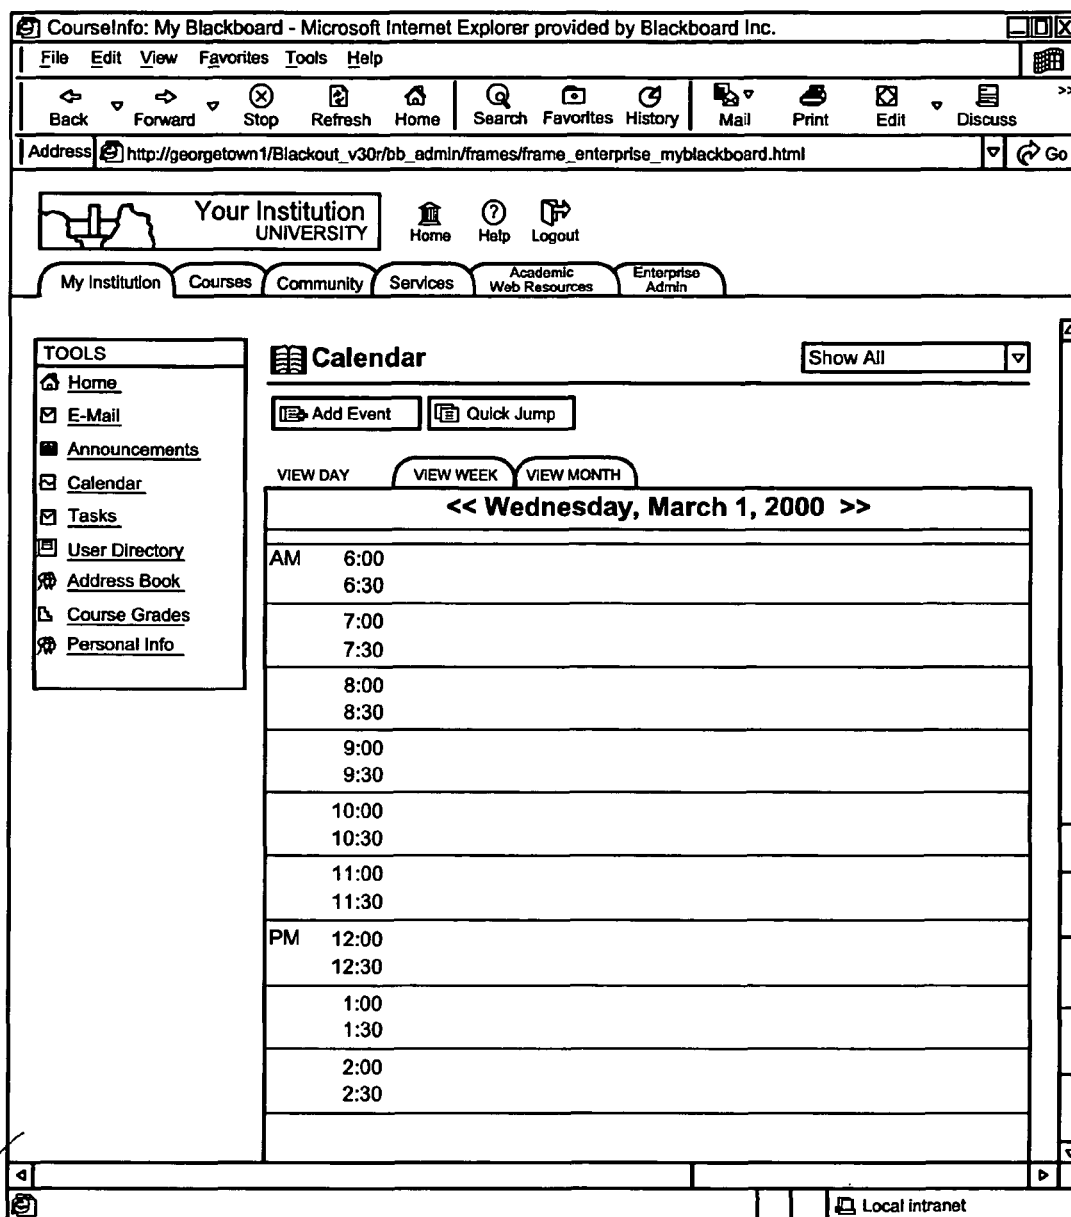 CourseInfo: My Blackboard - Microsoft Internet Explorer provided by Blackboard Inc.
File Edit View Favorites Tools Help
Back Forward Stop Refresh Home Search Favorites History Mail Print Edit Discuss >>
Address http://georgetown1/Blackout_v30r/bb_admin/frames/frame_enterprise_myblackboard.html Go
Your Institution
UNIVERSITY
Home Help Logout
My Institution Courses Community Services Academic Web Resources Enterprise Admin
TOOLS
Home
E-Mail
Announcements
Calendar
Tasks
User Directory
Address Book
Course Grades
Personal Info
Calendar Show All
Add Event Quick Jump
VIEW DAY VIEW WEEK VIEW MONTH
<< Wednesday, March 1, 2000 >>
AM 6:00
6:30
7:00
7:30
8:00
8:30
9:00
9:30
10:00
10:30
11:00
11:30
PM 12:00
12:30
1:00
1:30
2:00
2:30
Local intranet